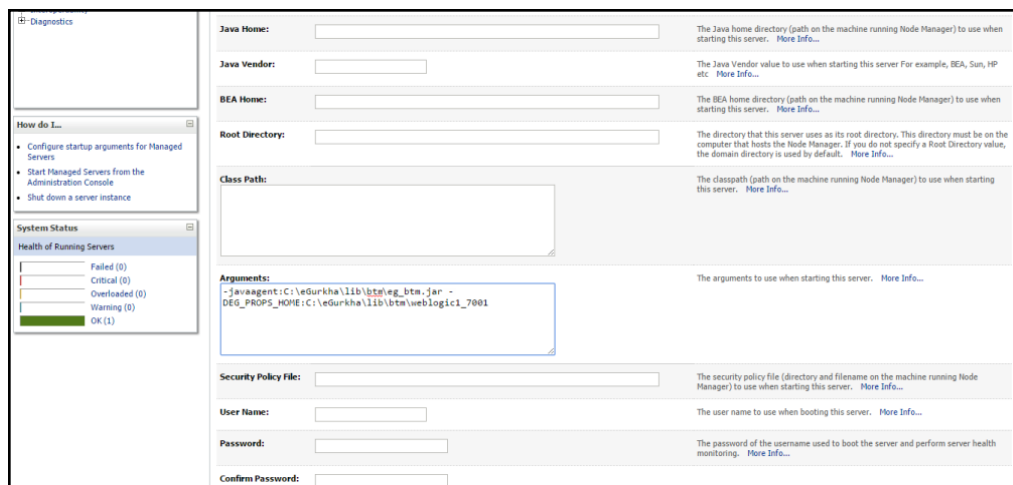 Diagnostics
How do I...
Configure startup arguments for Managed
Servers
Start Managed Servers from the
Administration Console
Shut down a server instance
System Status
Health of Running Servers
Failed (0)
Critical (0)
Overloaded (0)
Warning (0)
OK (1)
Java Home:
The Java home directory (path on the machine running Node Manager) to use when
starting this server. More Info...
Java Vendor:
The Java Vendor value to use when starting this server For example, BEA, Sun, HP
etc More Info...
BEA Home:
The BEA home directory (path on the machine running Node Manager) to use when
starting this server. More Info...
Root Directory:
The directory that this server uses as its root directory. This directory must be on the
computer that hosts the Node Manager. If you do not specify a Root Directory value,
the domain directory is used by default. More Info...
Class Path:
The classpath (path on the machine running Node Manager) to use when starting
this server. More Info...
Arguments:
-javaagent:C:\eGurkha\lib\btm\eg_btm.jar -
DEG_PROPS_HOME:C:\eGurkha\lib\btm\weblogic1_7001
The arguments to use when starting this server. More Info...
Security Policy File:
The security policy file (directory and filename on the machine running Node
Manager) to use when starting this server. More Info...
User Name:
The user name to use when booting this server. More Info...
Password:
The password of the username used to boot the server and perform server health
monitoring. More Info...
Confirm Password: